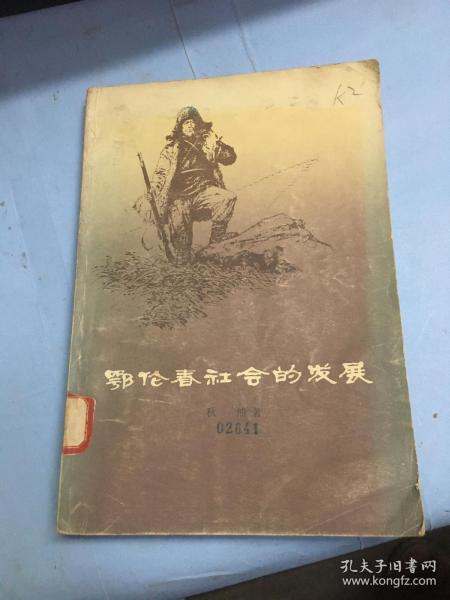 K2
鄂伦春社会的发展
秋 浦 著
02641
孔夫子旧书网
www.kongfz.com